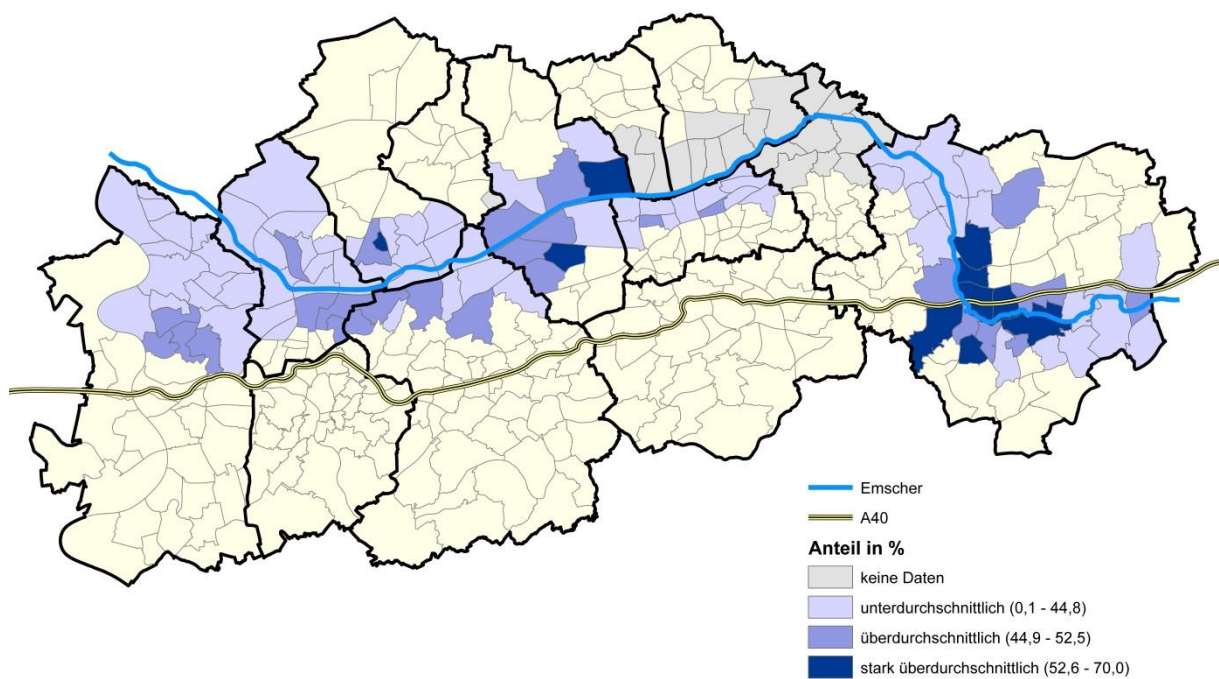 Emscher
A40
Anteil in %
keine Daten
unterdurchschnittlich (0,1 - 44,8)
überdurchschnittlich (44,9 - 52,5)
stark überdurchschnittlich (52,6 - 70,0)